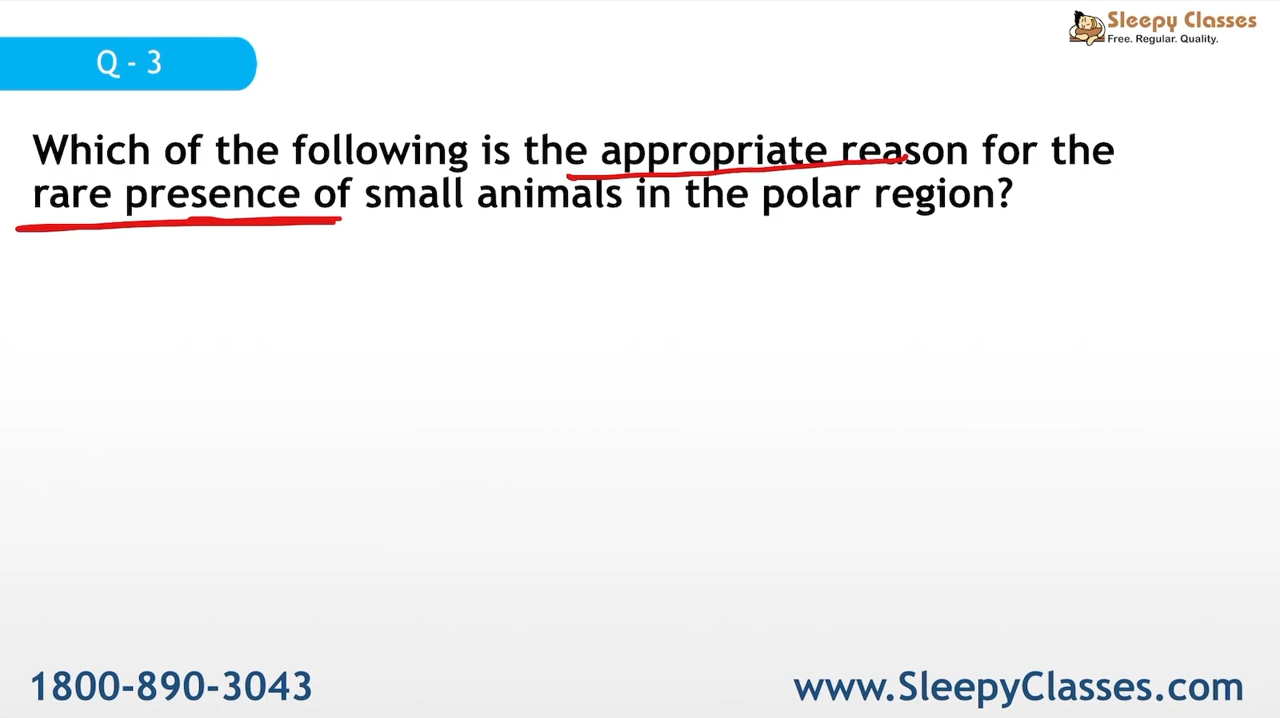 Sleepy Classes
Free. Regular. Quality.
Q - 3
Which of the following is the appropriate reason for the
rare presence of small animals in the polar region?
1800-890-3043
www.SleepyClasses.com